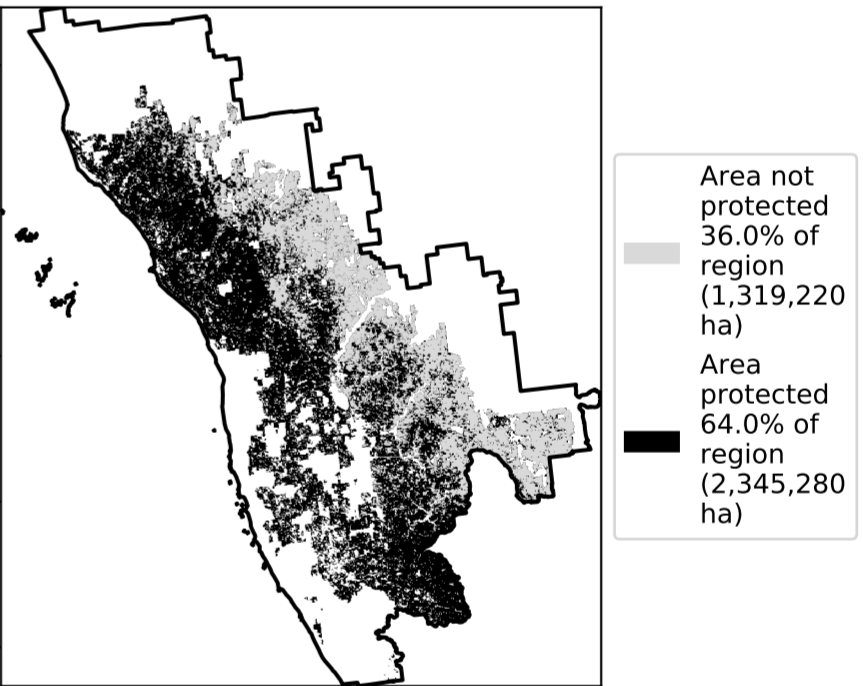 Area not
protected
36.0% of
region
(1,319,220
ha)
Area
protected
64.0% of
region
(2,345,280
ha)